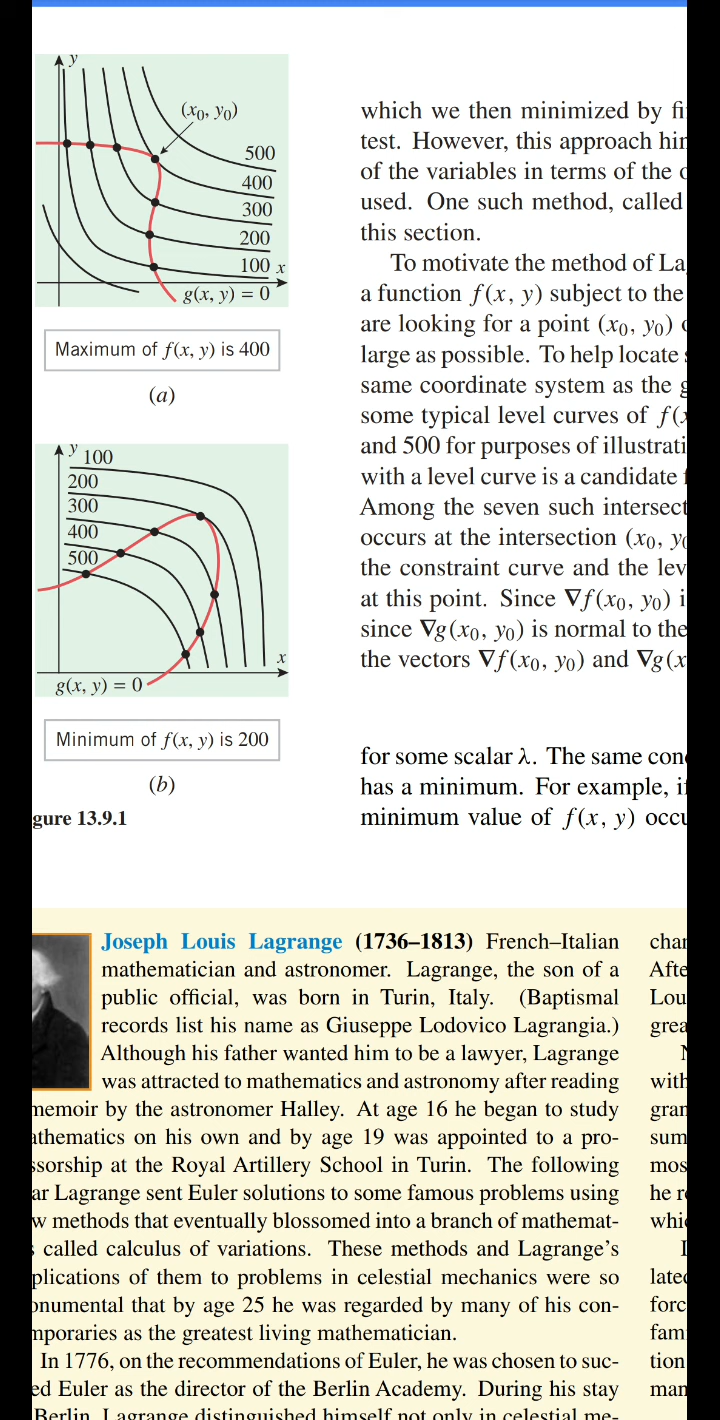 y
(x₀, y₀)
500
400
300
200
100 x
g(x, y) = 0
Maximum of f(x, y) is 400
(a)
y
100
200
300
400
500
x
g(x, y) = 0
Minimum of f(x, y) is 200
(b)
gure 13.9.1
which we then minimized by fi
test. However, this approach hin
of the variables in terms of the o
used. One such method, called
this section.
To motivate the method of La
a function f(x, y) subject to the
are looking for a point (x₀, y₀) o
large as possible. To help locate s
same coordinate system as the g
some typical level curves of f(x
and 500 for purposes of illustrati
with a level curve is a candidate f
Among the seven such intersect
occurs at the intersection (x₀, y₀
the constraint curve and the lev
at this point. Since ∇f(x₀, y₀) i
since ∇g(x₀, y₀) is normal to the
the vectors ∇f(x₀, y₀) and ∇g(x
for some scalar λ. The same con
has a minimum. For example, if
minimum value of f(x, y) occu
Joseph Louis Lagrange (1736–1813) French–Italian
mathematician and astronomer. Lagrange, the son of a
public official, was born in Turin, Italy. (Baptismal
records list his name as Giuseppe Lodovico Lagrangia.)
Although his father wanted him to be a lawyer, Lagrange
was attracted to mathematics and astronomy after reading
memoir by the astronomer Halley. At age 16 he began to study
athematics on his own and by age 19 was appointed to a pro-
ssorship at the Royal Artillery School in Turin. The following
ar Lagrange sent Euler solutions to some famous problems using
w methods that eventually blossomed into a branch of mathemat-
s called calculus of variations. These methods and Lagrange's
plications of them to problems in celestial mechanics were so
onumental that by age 25 he was regarded by many of his con-
mporaries as the greatest living mathematician.
In 1776, on the recommendations of Euler, he was chosen to suc-
ed Euler as the director of the Berlin Academy. During his stay
Berlin, Lagrange distinguished himself not only in celestial me-
char
Afte
Lou
grea
with
gran
sum
mos
he re
whic
late
forc
fam
tion
man